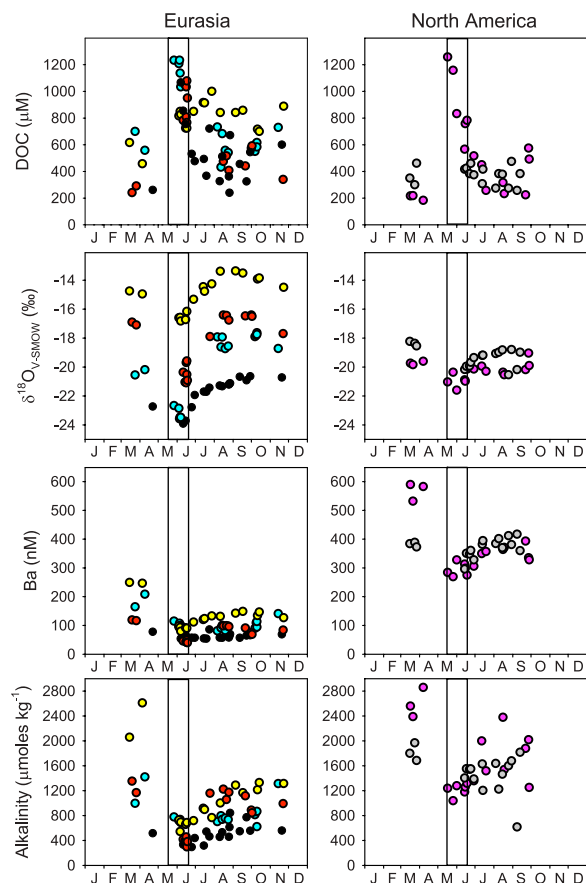 Eurasia
North America
DOC (μM)
1200
1000
800
600
400
200
0
J F M A M J J A S O N D
J F M A M J J A S O N D
δ18OV-SMOW (‰)
-14
-16
-18
-20
-22
-24
J F M A M J J A S O N D
J F M A M J J A S O N D
Ba (nM)
600
500
400
300
200
100
0
J F M A M J J A S O N D
J F M A M J J A S O N D
Alkalinity (μmoles kg-1)
2800
2400
2000
1600
1200
800
400
0
J F M A M J J A S O N D
J F M A M J J A S O N D